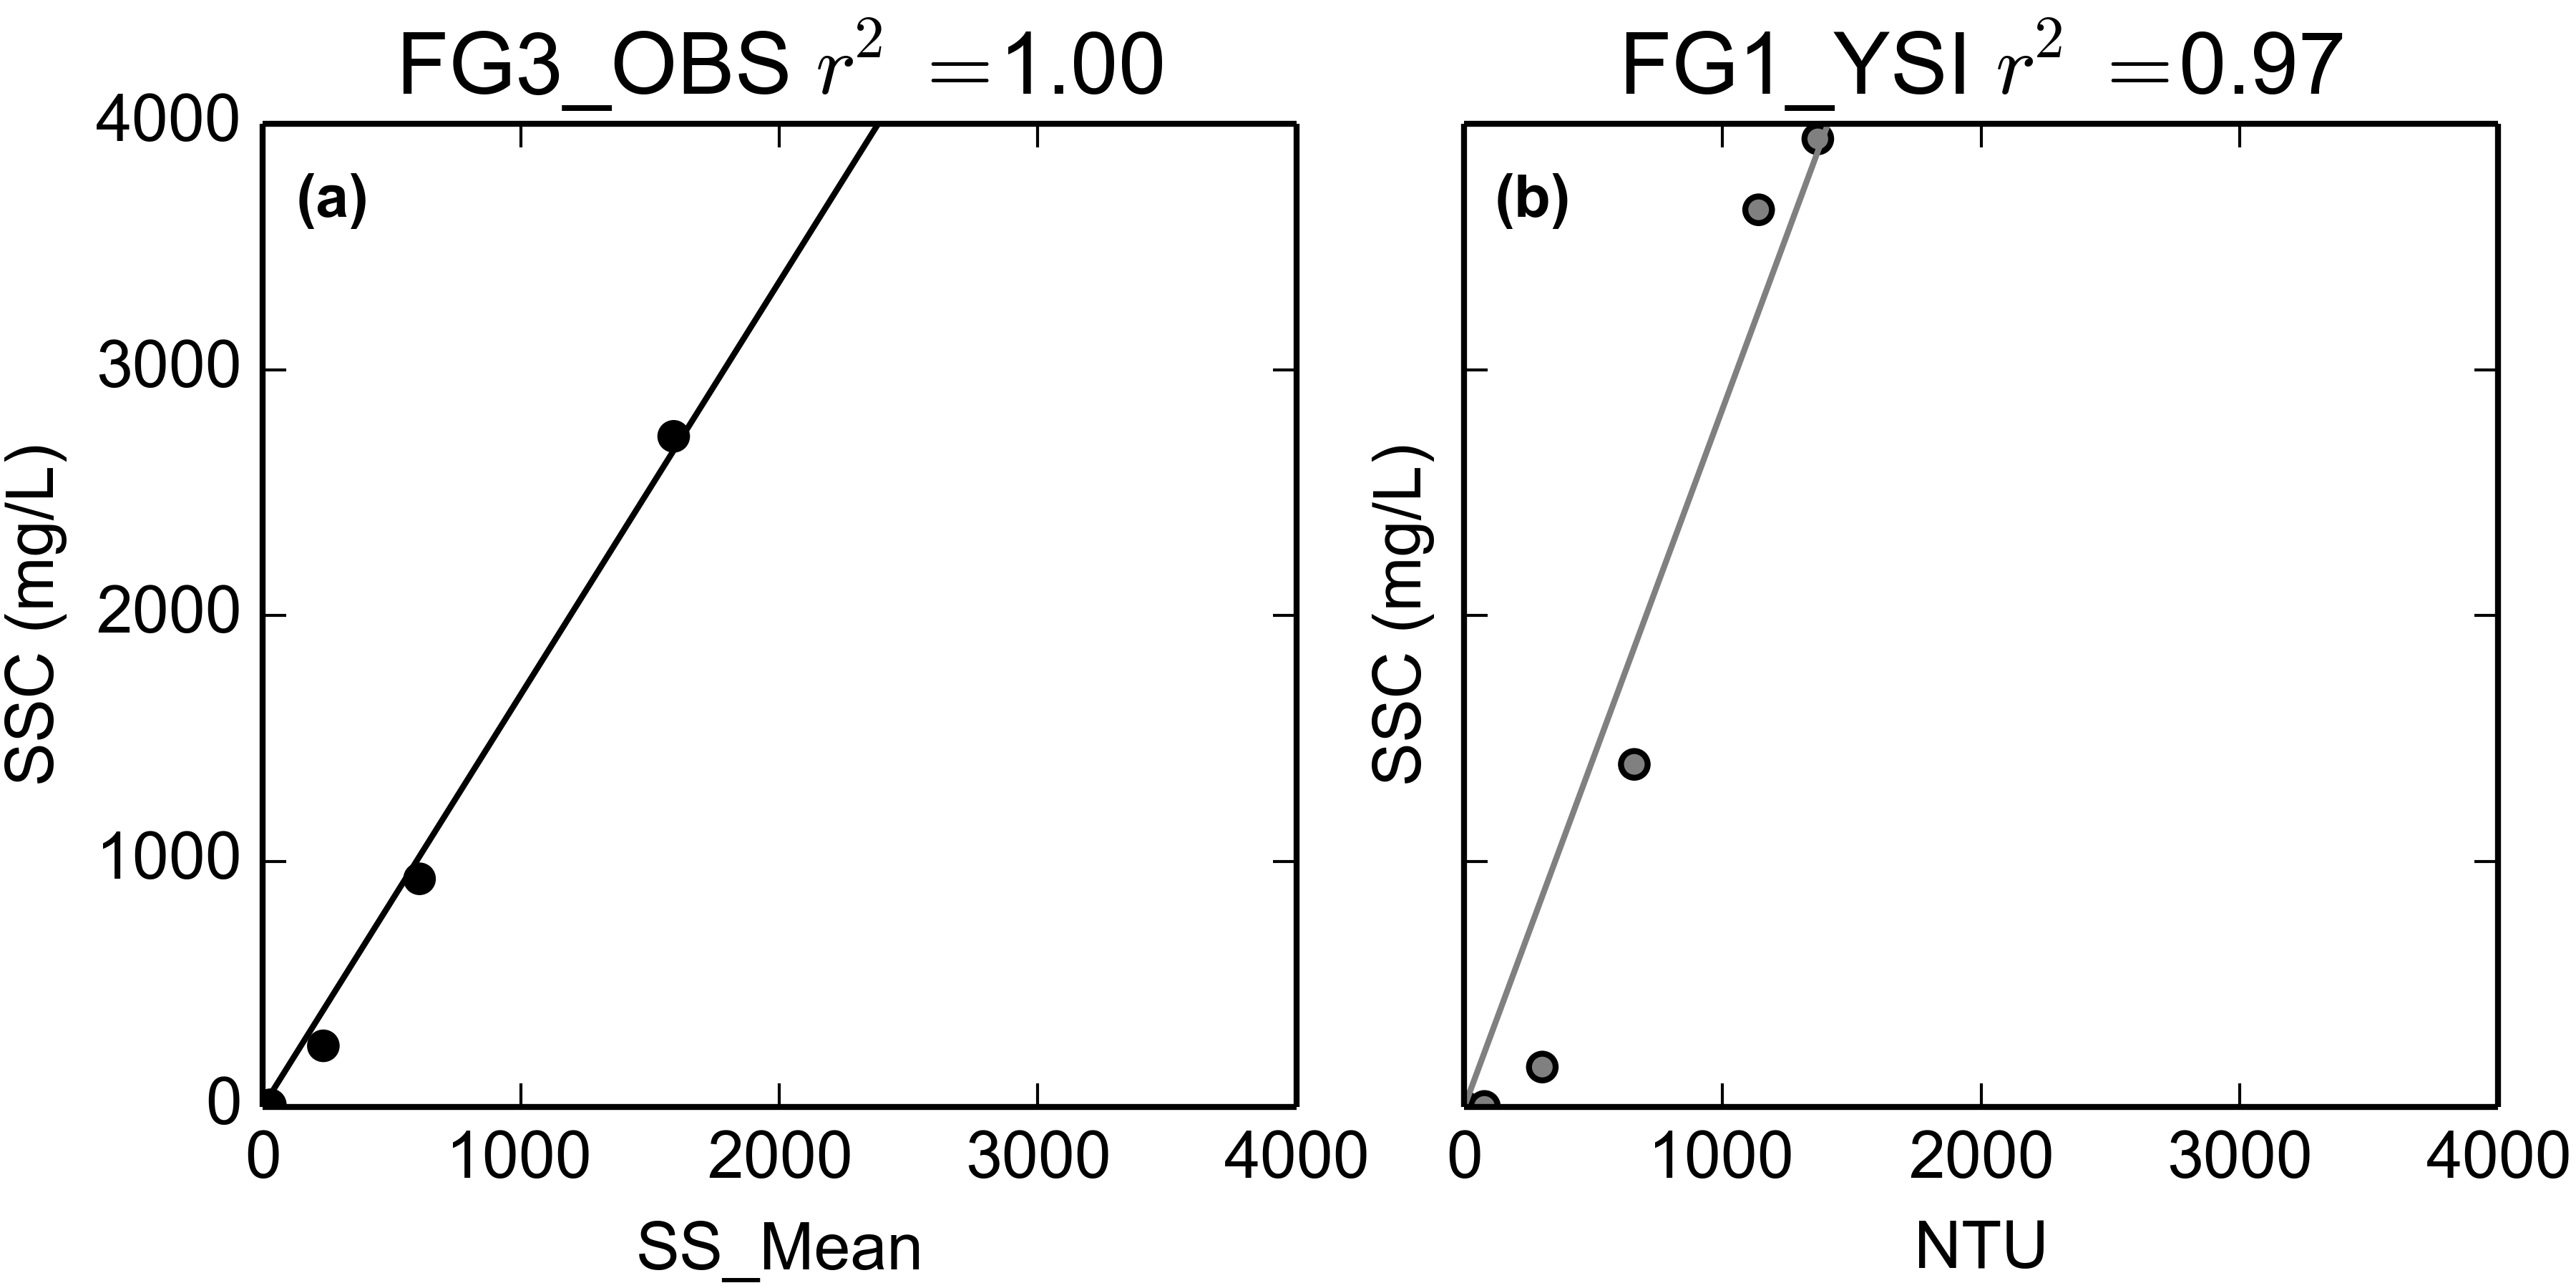 FG3_OBS r² =1.00
4000
(a)
3000
2000
1000
0
SSC (mg/L)
0 1000 2000 3000 4000
SS_Mean
FG1_YSI r² =0.97
(b)
SSC (mg/L)
0 1000 2000 3000 4000
NTU